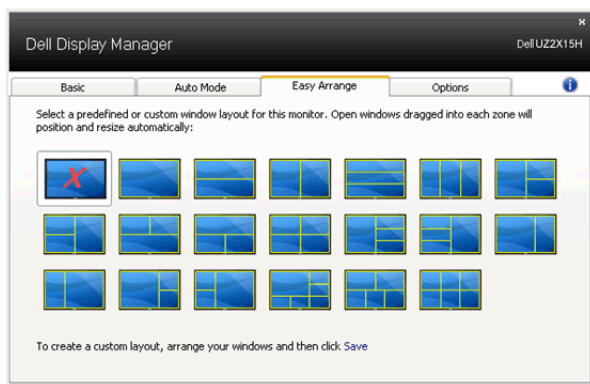 ×
Dell Display Manager
Dell UZ2X15H
Basic Auto Mode Easy Arrange Options
Select a predefined or custom window layout for this monitor. Open windows dragged into each zone will
position and resize automatically:
To create a custom layout, arrange your windows and then click Save